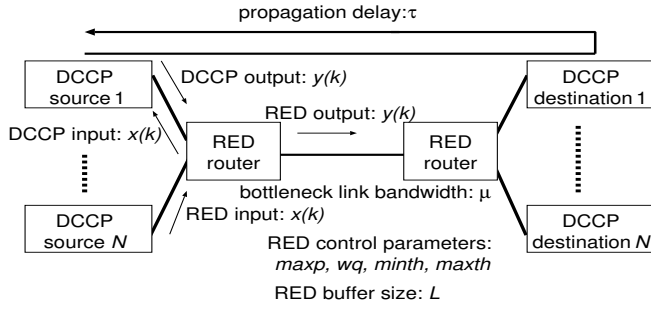 propagation delay:τ
DCCP
source 1
DCCP output: y(k)
DCCP
destination 1
RED output: y(k)
DCCP input: x(k)
RED
router
RED
router
bottleneck link bandwidth: μ
DCCP
source N
RED input: x(k)
DCCP
destination N
RED control parameters:
maxp, wq, minth, maxth
RED buffer size: L